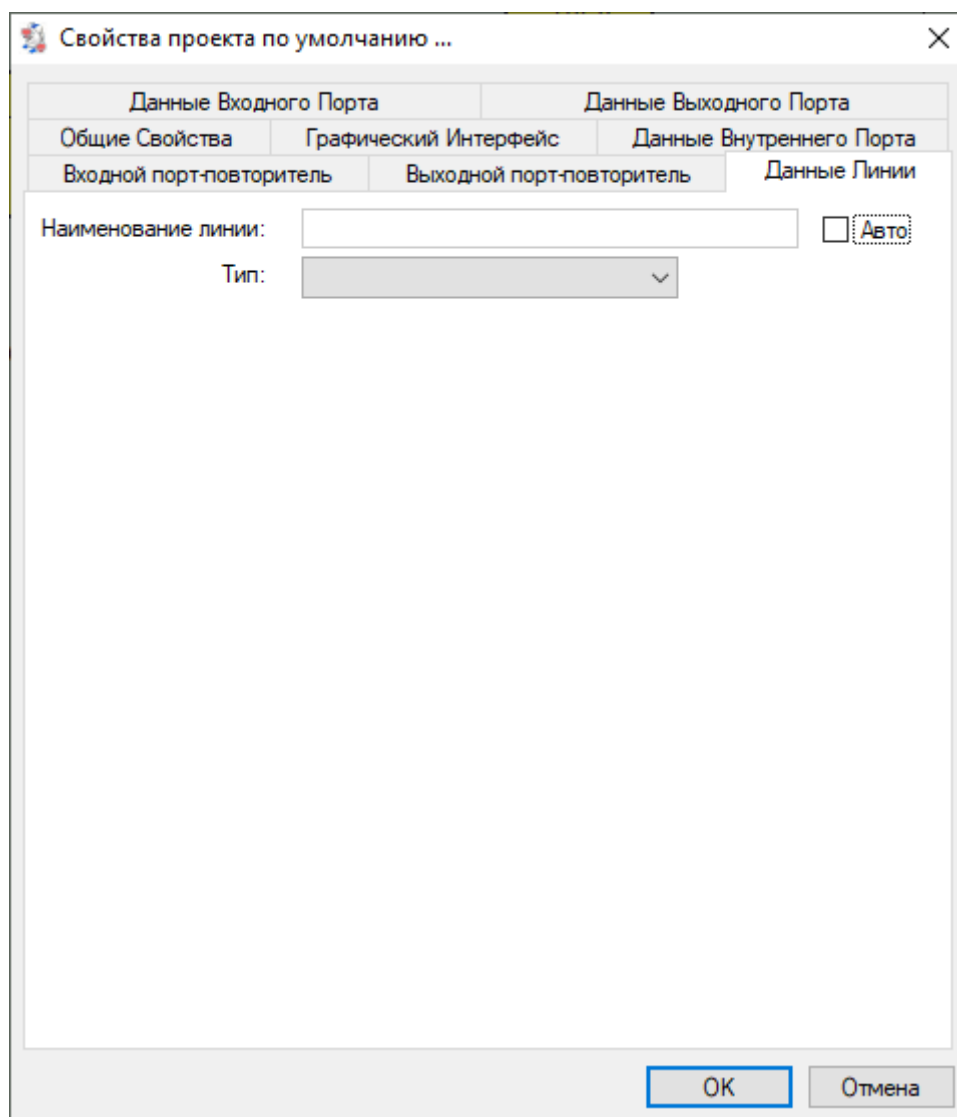 Свойства проекта по умолчанию ...
Данные Входного Порта Данные Выходного Порта
Общие Свойства Графический Интерфейс Данные Внутреннего Порта
Входной порт-повторитель Выходной порт-повторитель Данные Линии
Наименование линии: Авто
Тип:
OK Отмена